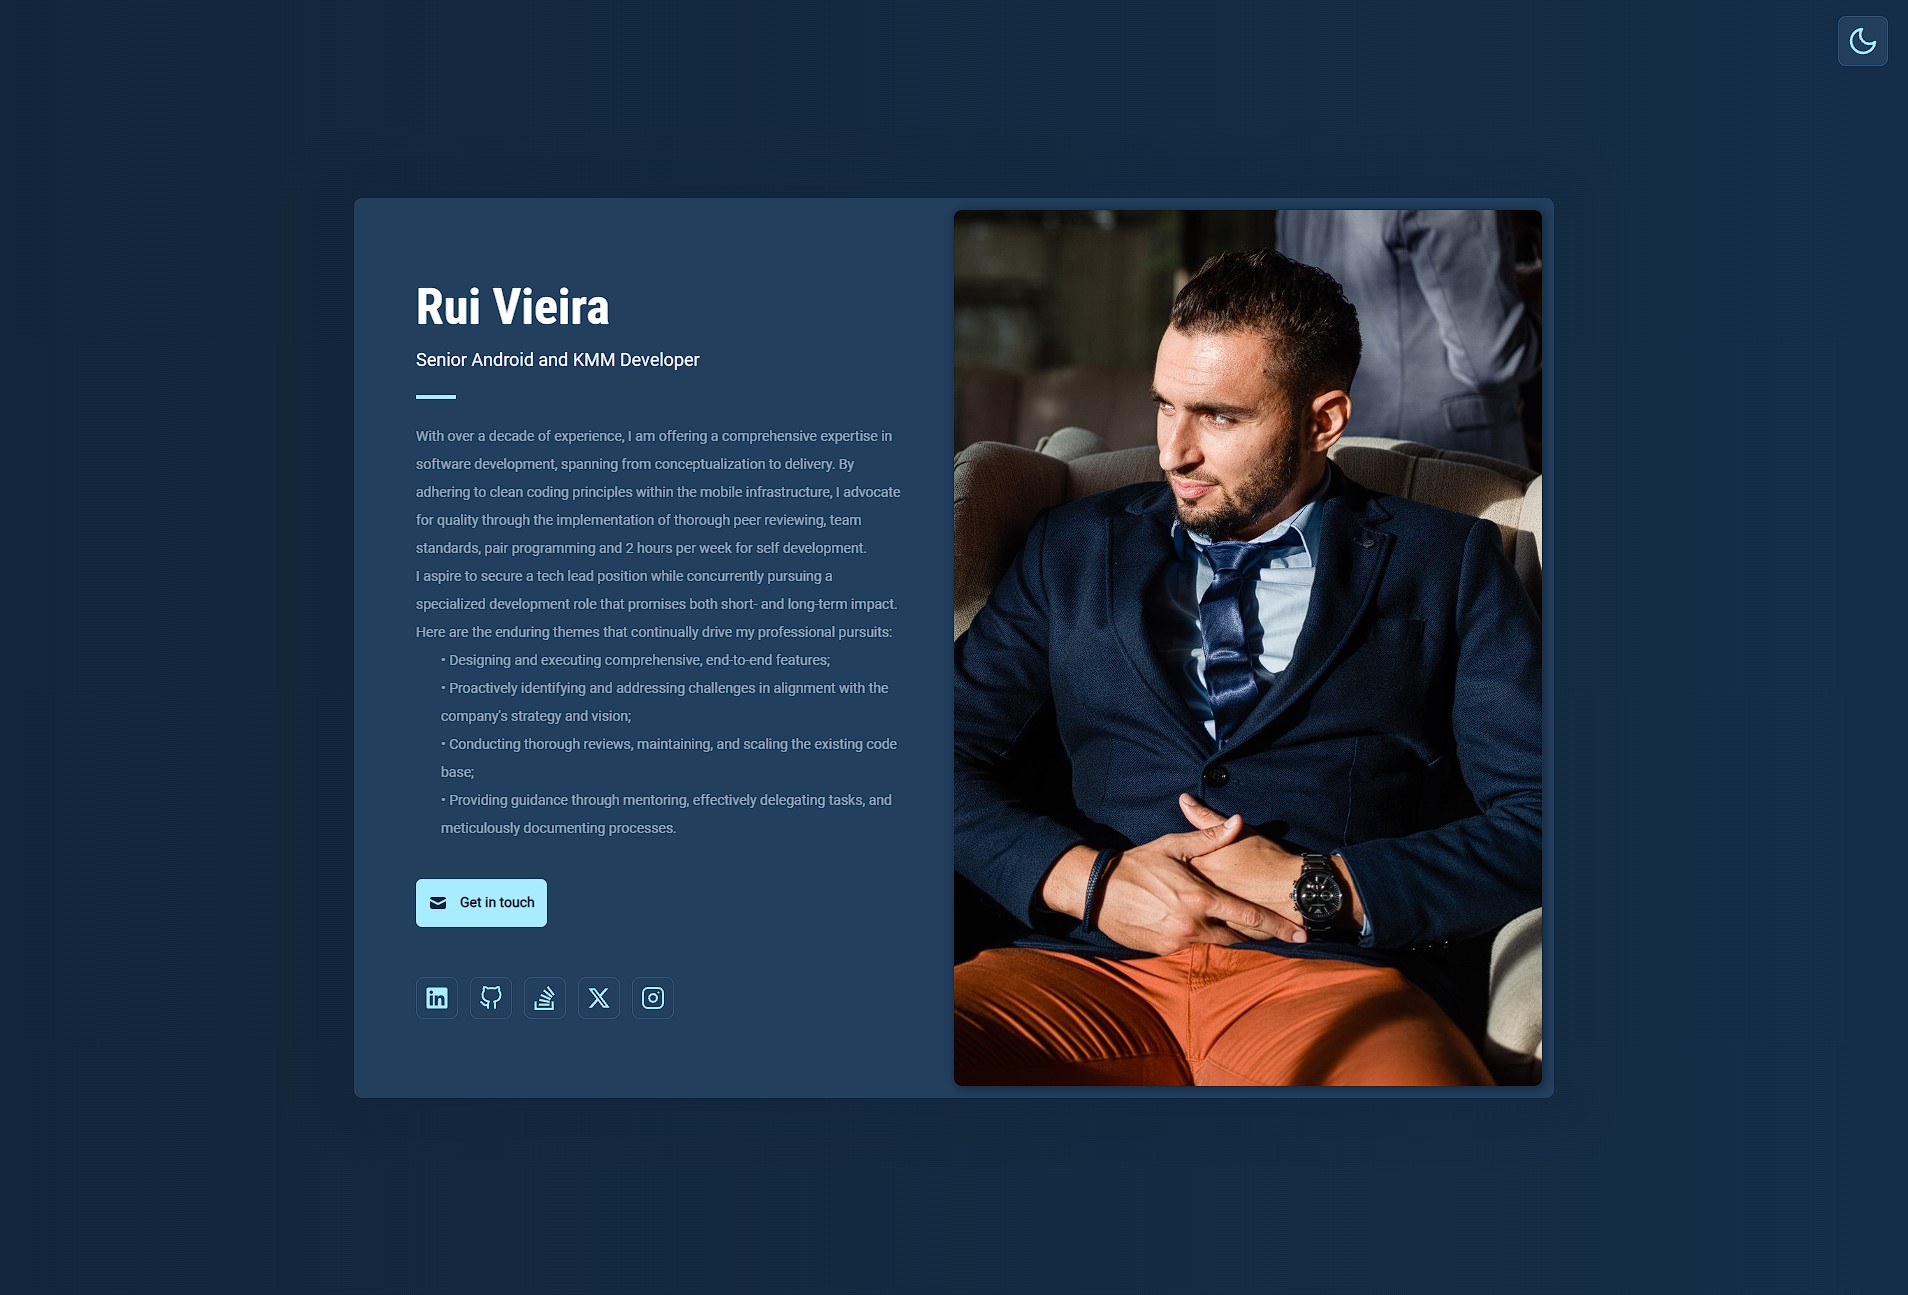 Rui Vieira
Senior Android and KMM Developer
With over a decade of experience, I am offering a comprehensive expertise in
software development, spanning from conceptualization to delivery. By
adhering to clean coding principles within the mobile infrastructure, I advocate
for quality through the implementation of thorough peer reviewing, team
standards, pair programming and 2 hours per week for self development.
I aspire to secure a tech lead position while concurrently pursuing a
specialized development role that promises both short- and long-term impact.
Here are the enduring themes that continually drive my professional pursuits:
• Designing and executing comprehensive, end-to-end features;
• Proactively identifying and addressing challenges in alignment with the
company's strategy and vision;
• Conducting thorough reviews, maintaining, and scaling the existing code
base;
• Providing guidance through mentoring, effectively delegating tasks, and
meticulously documenting processes.
Get in touch
in